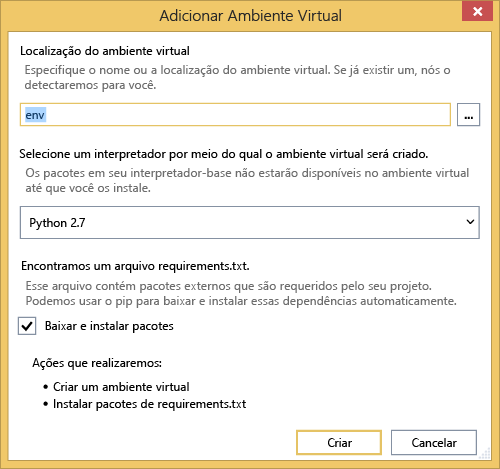 Adicionar Ambiente Virtual
Localização do ambiente virtual
Especifique o nome ou a localização do ambiente virtual. Se já existir um, nós o
detectaremos para você.
env
...
Selecione um interpretador por meio do qual o ambiente virtual será criado.
Os pacotes em seu interpretador-base não estarão disponíveis no ambiente virtual
até que você os instale.
Python 2.7
Encontramos um arquivo requirements.txt.
Esse arquivo contém pacotes externos que são requeridos pelo seu projeto.
Podemos usar o pip para baixar e instalar essas dependências automaticamente.
Baixar e instalar pacotes
Ações que realizaremos:
• Criar um ambiente virtual
• Instalar pacotes de requirements.txt
Criar
Cancelar